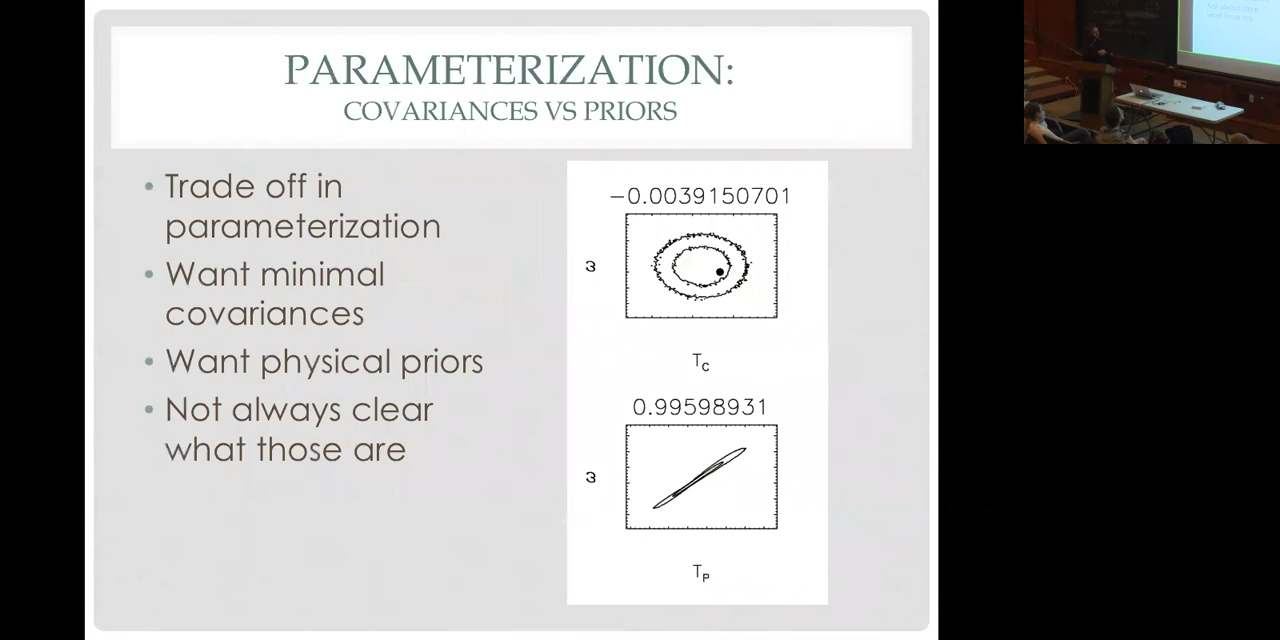 PARAMETERIZATION:
COVARIANCES VS PRIORS
• Trade off in
parameterization
• Want minimal
covariances
• Want physical priors
• Not always clear
what those are
−0.0039150701
ω
T_C
0.99598931
ω
T_P